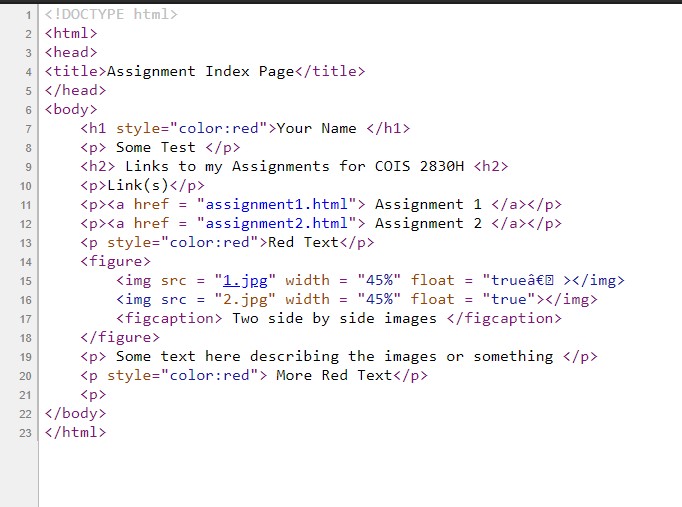 1 <!DOCTYPE html>
2 <html>
3 <head>
4 <title>Assignment Index Page</title>
5 </head>
6 <body>
7 <h1 style="color:red">Your Name </h1>
8 <p> Some Test </p>
9 <h2> Links to my Assignments for COIS 2830H <h2>
10 <p>Link(s)</p>
11 <p><a href = "assignment1.html"> Assignment 1 </a></p>
12 <p><a href = "assignment2.html"> Assignment 2 </a></p>
13 <p style="color:red">Red Text</p>
14 <figure>
15 <img src = "1.jpg" width = "45%" float = "trueâ€ ></img>
16 <img src = "2.jpg" width = "45%" float = "true"></img>
17 <figcaption> Two side by side images </figcaption>
18 </figure>
19 <p> Some text here describing the images or something </p>
20 <p style="color:red"> More Red Text</p>
21 <p>
22 </body>
23 </html>